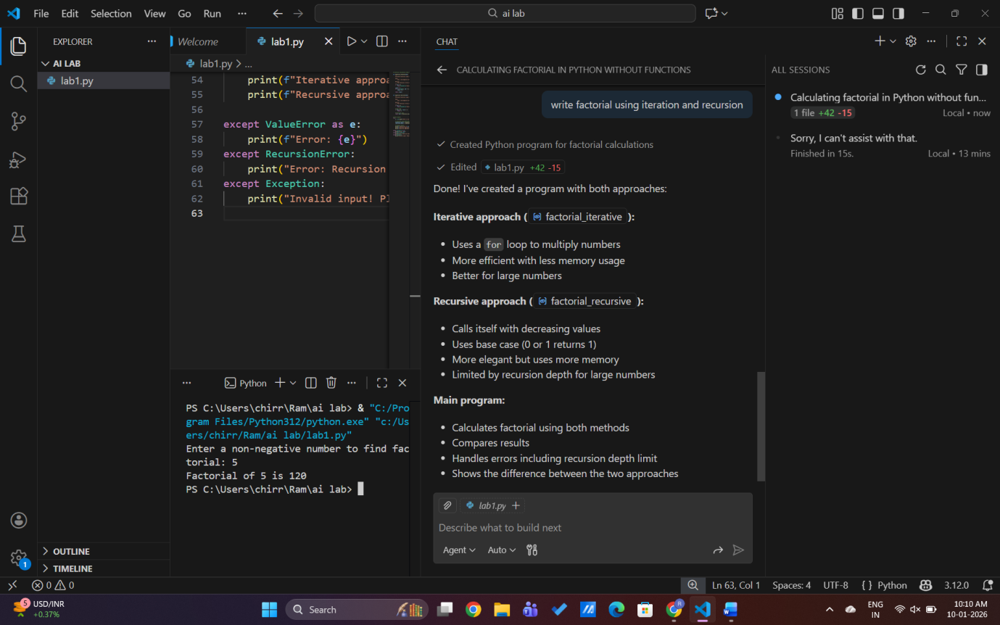 File Edit Selection View Go Run ··· ai lab
EXPLORER ···
AI LAB
lab1.py
OUTLINE
TIMELINE
Welcome lab1.py
lab1.py > ...
54 print(f"Iterative approa
55 print(f"Recursive approa
56
57 except ValueError as e:
58 print(f"Error: {e}")
59 except RecursionError:
60 print("Error: Recursion
61 except Exception:
62 print("Invalid input! Pl
63
Python
PS C:\Users\chirr\Ram\ai lab> & "C:/Pro
gram Files/Python312/python.exe" "c:/Us
ers/chirr/Ram/ai lab/lab1.py"
Enter a non-negative number to find fac
torial: 5
Factorial of 5 is 120
PS C:\Users\chirr\Ram\ai lab>
CHAT
CALCULATING FACTORIAL IN PYTHON WITHOUT FUNCTIONS
write factorial using iteration and recursion
Created Python program for factorial calculations
Edited lab1.py +42 -15
Done! I've created a program with both approaches:
Iterative approach ( factorial_iterative ):
• Uses a for loop to multiply numbers
• More efficient with less memory usage
• Better for large numbers
Recursive approach ( factorial_recursive ):
• Calls itself with decreasing values
• Uses base case (0 or 1 returns 1)
• More elegant but uses more memory
• Limited by recursion depth for large numbers
Main program:
• Calculates factorial using both methods
• Compares results
• Handles errors including recursion depth limit
• Shows the difference between the two approaches
lab1.py
Describe what to build next
Agent Auto
ALL SESSIONS
Calculating factorial in Python without fun...
1 file +42 -15 Local • now
Sorry, I can't assist with that.
Finished in 15s. Local • 13 mins
1
0 0 Ln 63, Col 1 Spaces: 4 UTF-8 { } Python 3.12.0
5 USD/INR
+0.37%
Search
R
ENG
IN
10:10 AM
10-01-2026